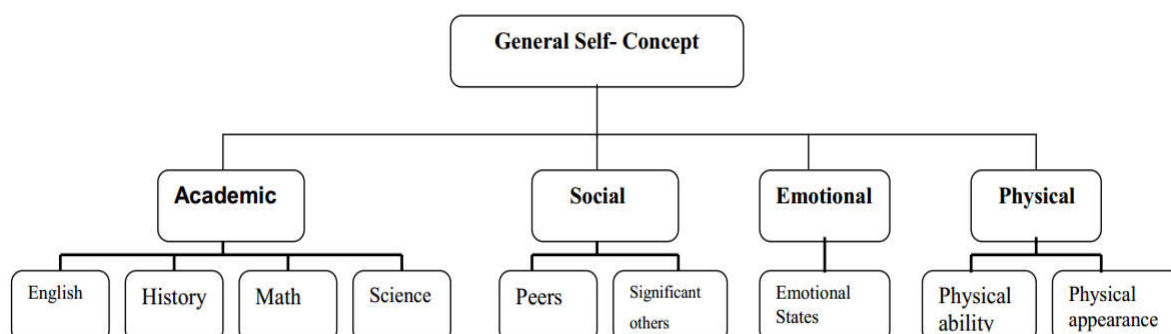 General Self- Concept
Academic
Social
Emotional
Physical
English
History
Math
Science
Peers
Significant
others
Emotional
States
Physical
ability
Physical
appearance